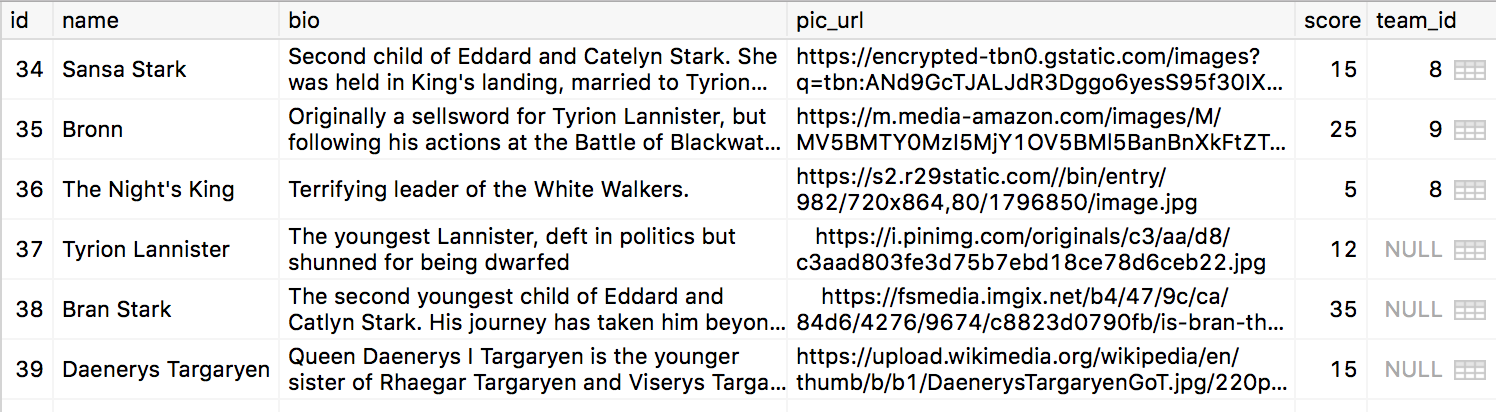 id name bio pic_url score team_id
34 Sansa Stark Second child of Eddard and Catelyn Stark. She https://encrypted-tbn0.gstatic.com/images? 15 8
was held in King's landing, married to Tyrion... q=tbn:ANd9GcTJALJdR3Dggo6yesS95f30IX...
35 Bronn Originally a sellsword for Tyrion Lannister, but https://m.media-amazon.com/images/M/ 25 9
following his actions at the Battle of Blackwat... MV5BMTY0MzI5MjY1OV5BMl5BanBnXkFtZT...
36 The Night's King Terrifying leader of the White Walkers. https://s2.r29static.com//bin/entry/ 5 8
982/720x864,80/1796850/image.jpg
37 Tyrion Lannister The youngest Lannister, deft in politics but https://i.pinimg.com/originals/c3/aa/d8/ 12 NULL
shunned for being dwarfed c3aad803fe3d75b7ebd18ce78d6ceb22.jpg
38 Bran Stark The second youngest child of Eddard and https://fsmedia.imgix.net/b4/47/9c/ca/ 35 NULL
Catlyn Stark. His journey has taken him beyon... 84d6/4276/9674/c8823d0790fb/is-bran-th...
39 Daenerys Targaryen Queen Daenerys I Targaryen is the younger https://upload.wikimedia.org/wikipedia/en/ 15 NULL
sister of Rhaegar Targaryen and Viserys Targa... thumb/b/b1/DaenerysTargaryenGoT.jpg/220p...